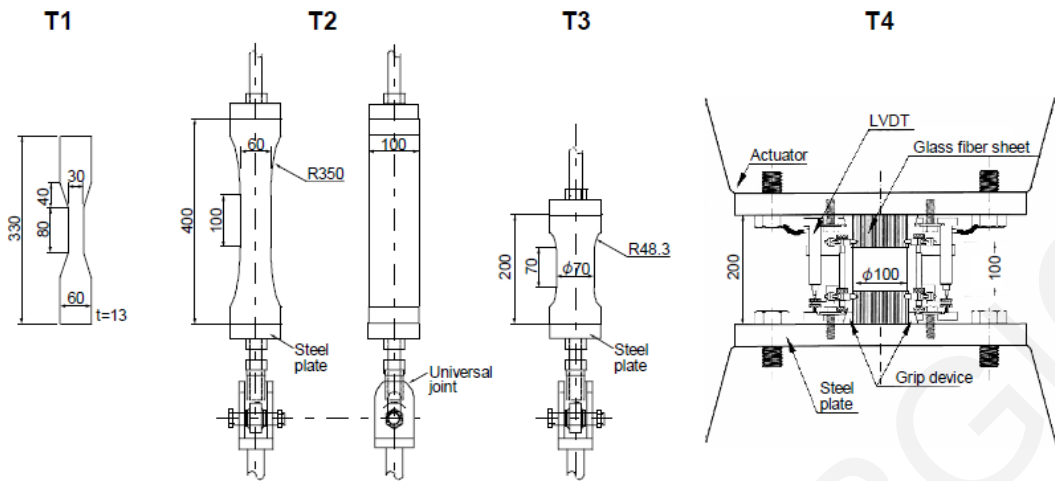 T1
T2
T3
T4
330
40
30
80
60
t=13
400
100
60
R350
100
Steel
plate
Universal
joint
200
70
ϕ70
R48.3
Steel
plate
LVDT
Actuator
Glass fiber sheet
200
ϕ100
100
Steel
plate
Grip device